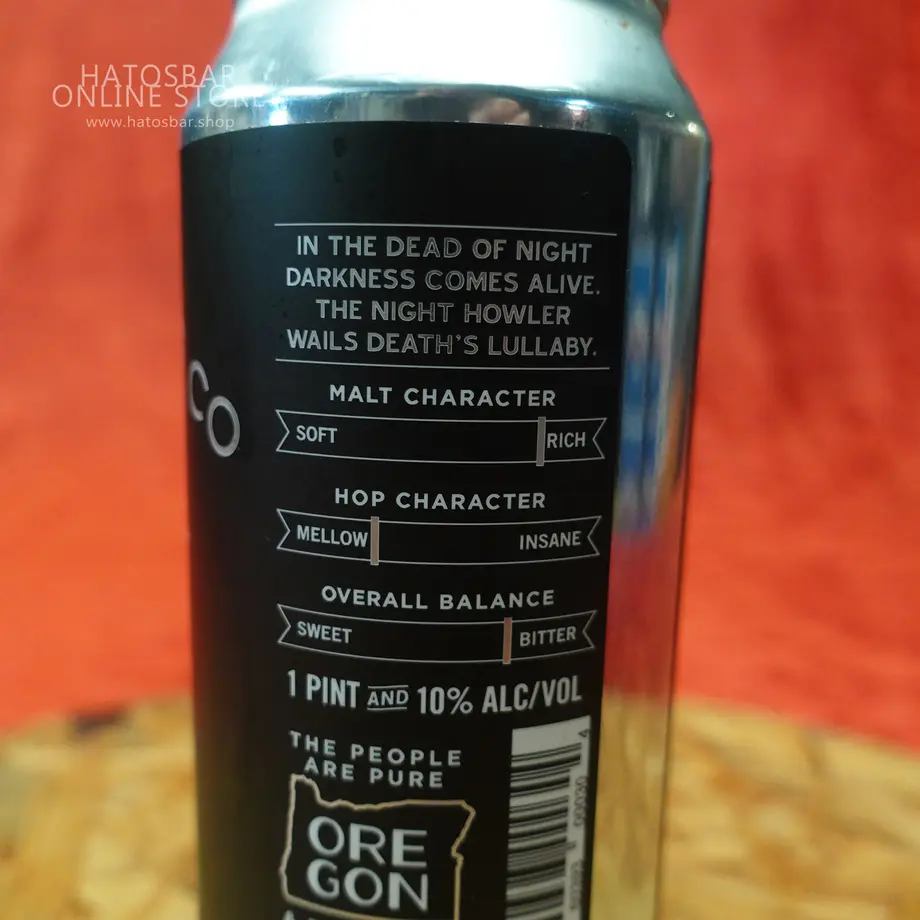 HATOSBAR
ONLINE STORE
www.hatosbar.shop
IN THE DEAD OF NIGHT
DARKNESS COMES ALIVE.
THE NIGHT HOWLER
WAILS DEATH'S LULLABY.
MALT CHARACTER
SOFT RICH
CO
HOP CHARACTER
MELLOW INSANE
OVERALL BALANCE
SWEET BITTER
1 PINT AND 10% ALC/VOL
THE PEOPLE
ARE PURE
ORE
GON